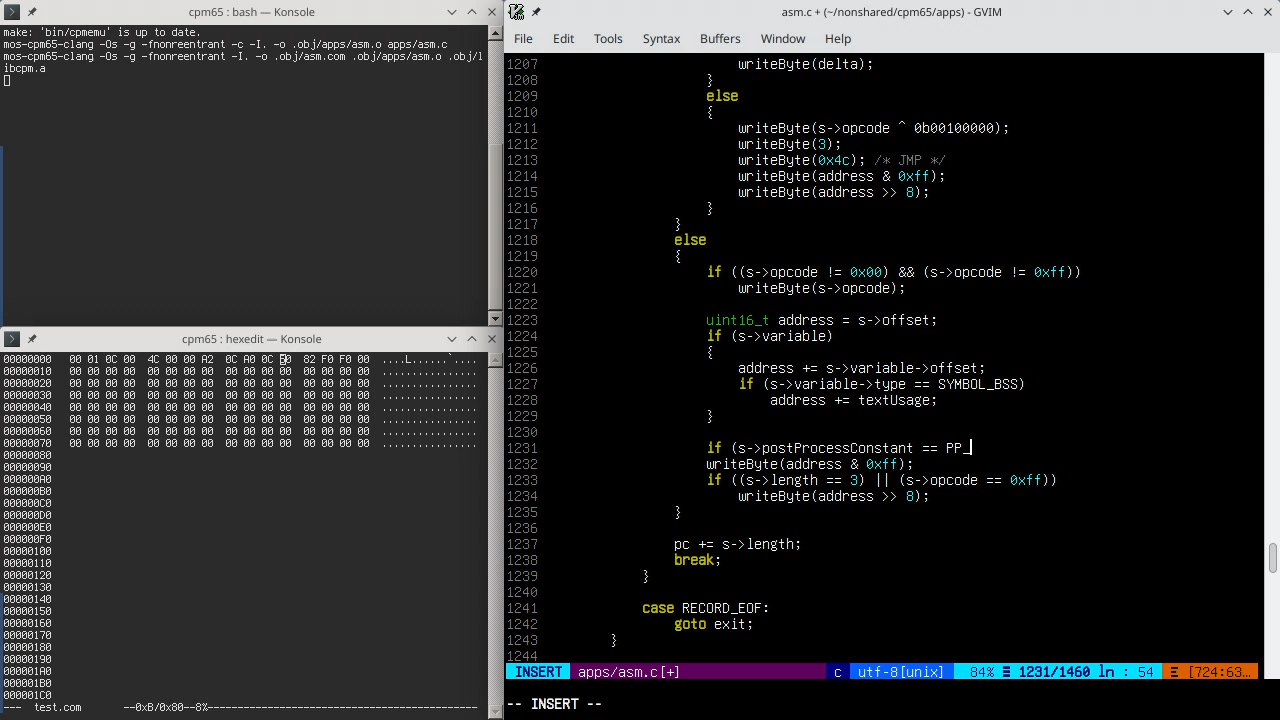 cpm65 : bash — Konsole
make: 'bin/cpmemu' is up to date.
mos-cpm65-clang -Os -g -fnonreentrant -c -I. -o .obj/apps/asm.o apps/asm.c
mos-cpm65-clang -Os -g -fnonreentrant -I. -o .obj/asm.com .obj/apps/asm.o .obj/l
ibcpm.a
cpm65 : hexedit — Konsole
00000000 00 01 0C 00 4C 00 00 A2 0C A0 0C 60 82 F0 F0 00 ....L......`....
00000010 00 00 00 00 00 00 00 00 00 00 00 00 00 00 00 00 ................
00000020 00 00 00 00 00 00 00 00 00 00 00 00 00 00 00 00 ................
00000030 00 00 00 00 00 00 00 00 00 00 00 00 00 00 00 00 ................
00000040 00 00 00 00 00 00 00 00 00 00 00 00 00 00 00 00 ................
00000050 00 00 00 00 00 00 00 00 00 00 00 00 00 00 00 00 ................
00000060 00 00 00 00 00 00 00 00 00 00 00 00 00 00 00 00 ................
00000070 00 00 00 00 00 00 00 00 00 00 00 00 00 00 00 00 ................
00000080
00000090
000000A0
000000B0
000000C0
000000D0
000000E0
000000F0
00000100
00000110
00000120
00000130
00000140
00000150
00000160
00000170
00000180
00000190
000001A0
000001B0
000001C0
--- test.com --0xB/0x80--8%------------------------------------------
asm.c + (~/nonshared/cpm65/apps) - GVIM
File Edit Tools Syntax Buffers Window Help
1207 writeByte(delta);
1208 }
1209 else
1210 {
1211 writeByte(s->opcode ^ 0b00100000);
1212 writeByte(3);
1213 writeByte(0x4c); /* JMP */
1214 writeByte(address & 0xff);
1215 writeByte(address >> 8);
1216 }
1217 }
1218 else
1219 {
1220 if ((s->opcode != 0x00) && (s->opcode != 0xff))
1221 writeByte(s->opcode);
1222
1223 uint16_t address = s->offset;
1224 if (s->variable)
1225 {
1226 address += s->variable->offset;
1227 if (s->variable->type == SYMBOL_BSS)
1228 address += textUsage;
1229 }
1230
1231 if (s->postProcessConstant == PP_
1232 writeByte(address & 0xff);
1233 if ((s->length == 3) || (s->opcode == 0xff))
1234 writeByte(address >> 8);
1235 }
1236
1237 pc += s->length;
1238 break;
1239 }
1240
1241 case RECORD_EOF:
1242 goto exit;
1243 }
1244
INSERT apps/asm.c[+] c utf-8[unix] 84% ☰ 1231/1460 ln : 54 Ξ [724:63…
-- INSERT --